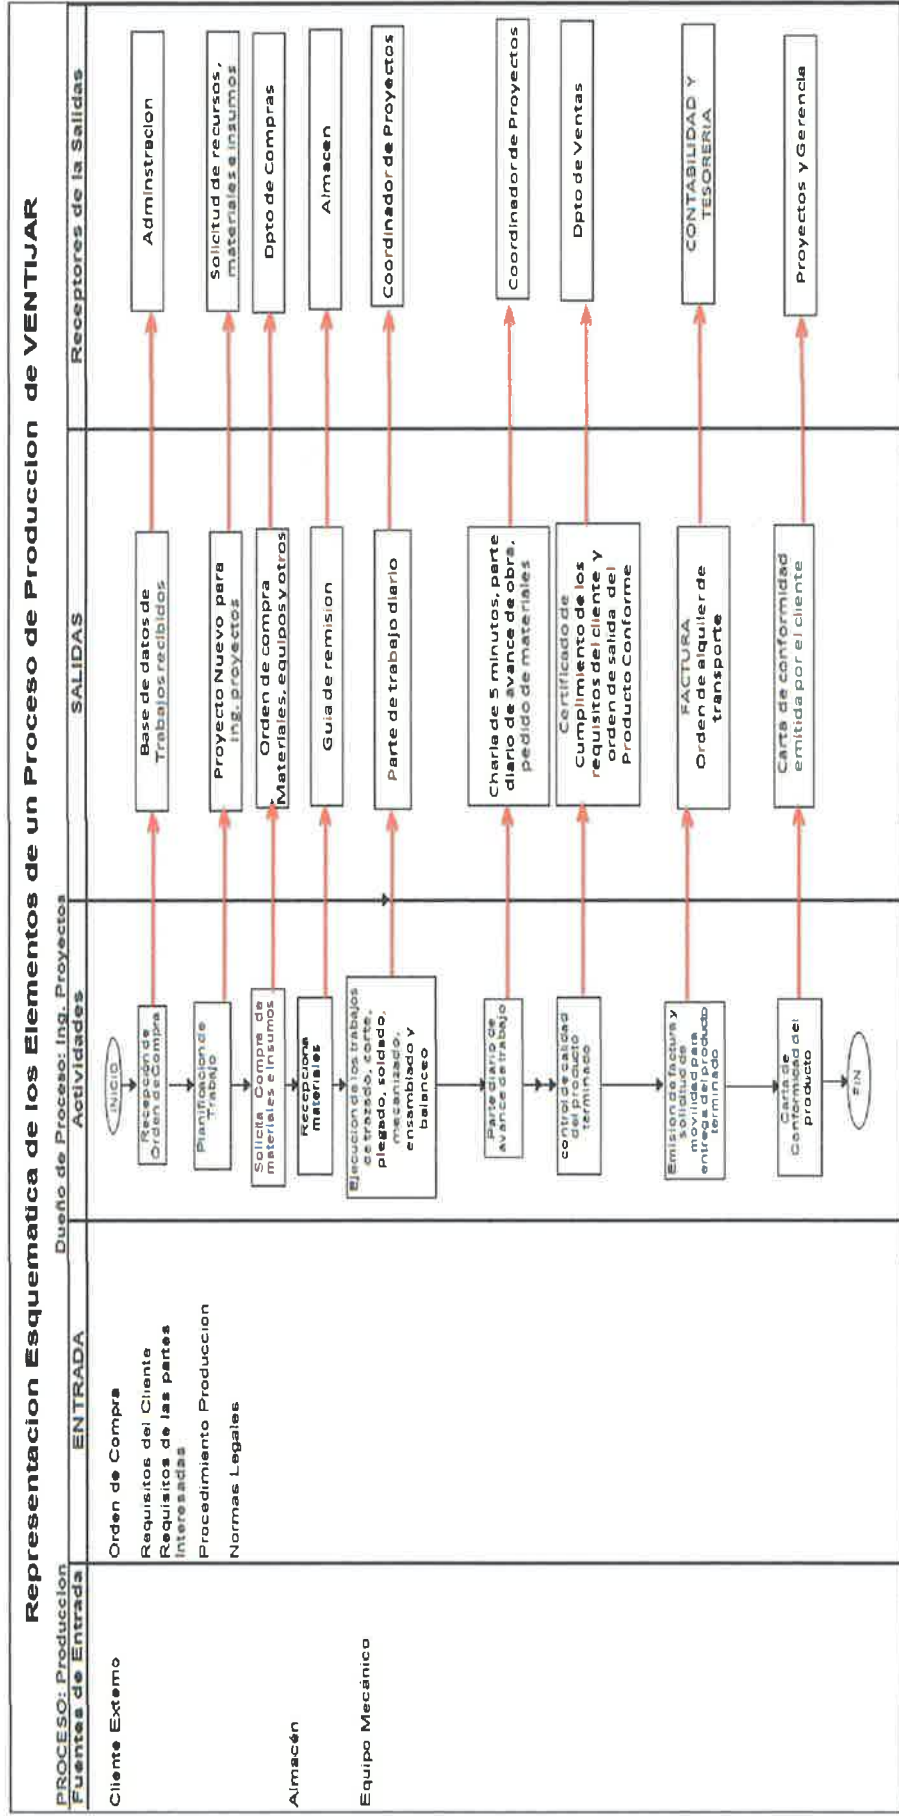 Representacion Esquematica de los Elementos de un Proceso de Produccion de VENTIJAR
PROCESO: Produccion
Dueño de Proceso: Ing. Proyectos
Fuentes de Entrada
ENTRADA
Actividades
SALIDAS
Receptores de la Salidas
Cliente Externo
Almacén
Equipo Mecánico
Orden de Compra
Requisitos del Cliente
Requisitos de las partes
Interesadas
Procedimiento Produccion
Normas Legales
INICIO
Recepción de
Orden de Compra
Base de datos de
Trabajos recibidos
Adminstracion
Planificacion de
Trabajo
Proyecto Nuevo para
ing. proyectos
Solicitud de recursos,
materiales e insumos
Solicita Compra de
materiales e Insumos
Orden de compra
Materiales, equipos y otros
Dpto de Compras
Recepciona
materiales
Guia de remision
Almacen
Ejecucion de los trabajos
de trazado, corte,
plegado, soldado,
mecanizado,
ensamblado y
balanceo
Parte de trabajo diario
Coordinador de Proyectos
Parte diario de
avance de trabajo
Charla de 5 minutos, parte
diario de avance de obra,
pedido de materiales
Coordinador de Proyectos
control de calidad
del producto
terminado
Certificado de
Cumplimiento de los
requisitos del cliente y
orden de salida del
Producto Conforme
Dpto de Ventas
Emision de factura y
solicitud de
movilidad para
entrega del producto
terminado
FACTURA
Orden de alquiler de
transporte
CONTABILIDAD Y
TESORERIA
Carta de
Conformidad del
producto
Carta de conformidad
emitida por el cliente
Proyectos y Gerencia
FIN